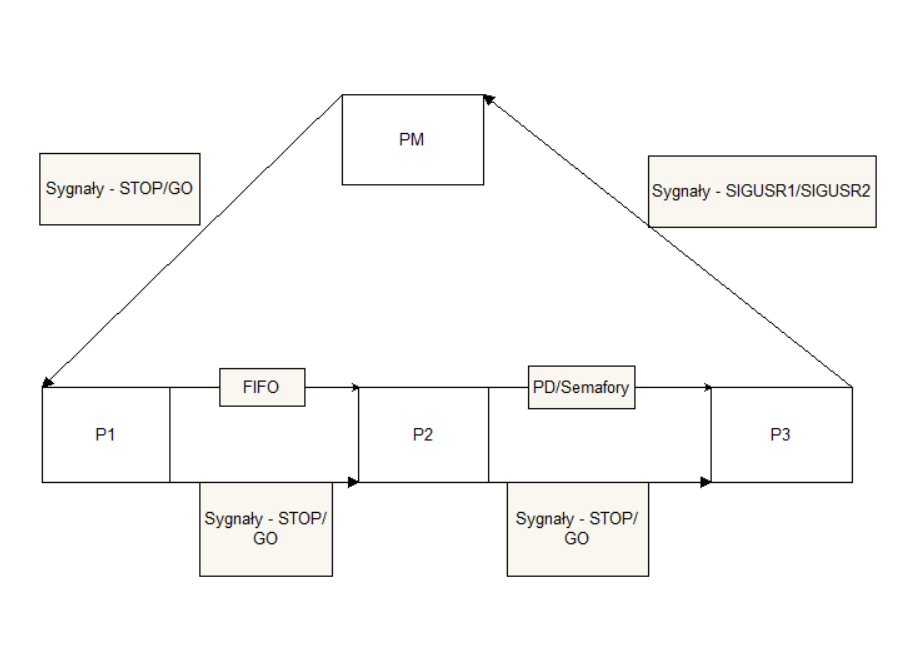 PM
Sygnały - STOP/GO
Sygnały - SIGUSR1/SIGUSR2
FIFO
PD/Semafory
P1
P2
P3
Sygnały - STOP/
GO
Sygnały - STOP/
GO